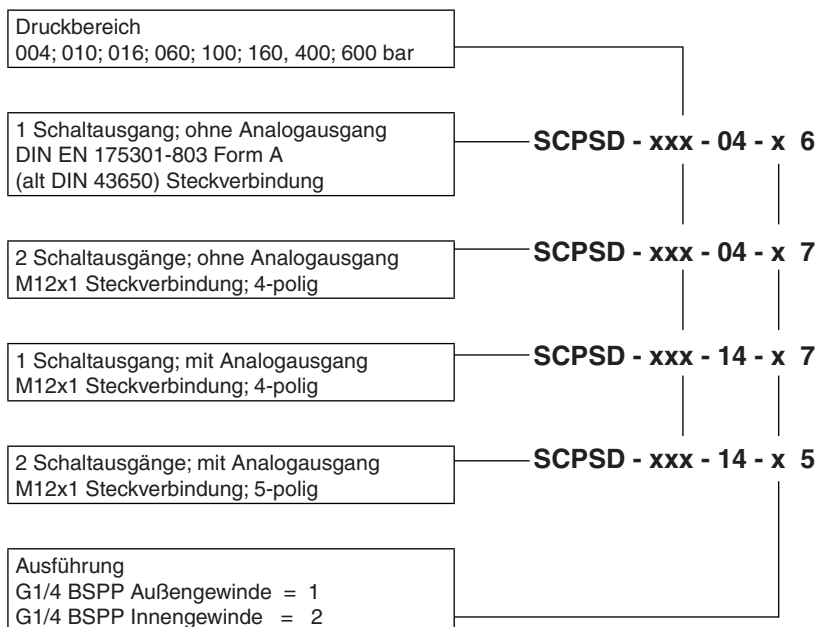 Druckbereich
004; 010; 016; 060; 100; 160, 400; 600 bar
1 Schaltausgang; ohne Analogausgang
DIN EN 175301-803 Form A
(alt DIN 43650) Steckverbindung
SCPSD - xxx - 04 - x 6
2 Schaltausgänge; ohne Analogausgang
M12x1 Steckverbindung; 4-polig
SCPSD - xxx - 04 - x 7
1 Schaltausgang; mit Analogausgang
M12x1 Steckverbindung; 4-polig
SCPSD - xxx - 14 - x 7
2 Schaltausgänge; mit Analogausgang
M12x1 Steckverbindung; 5-polig
SCPSD - xxx - 14 - x 5
Ausführung
G1/4 BSPP Außengewinde = 1
G1/4 BSPP Innengewinde = 2